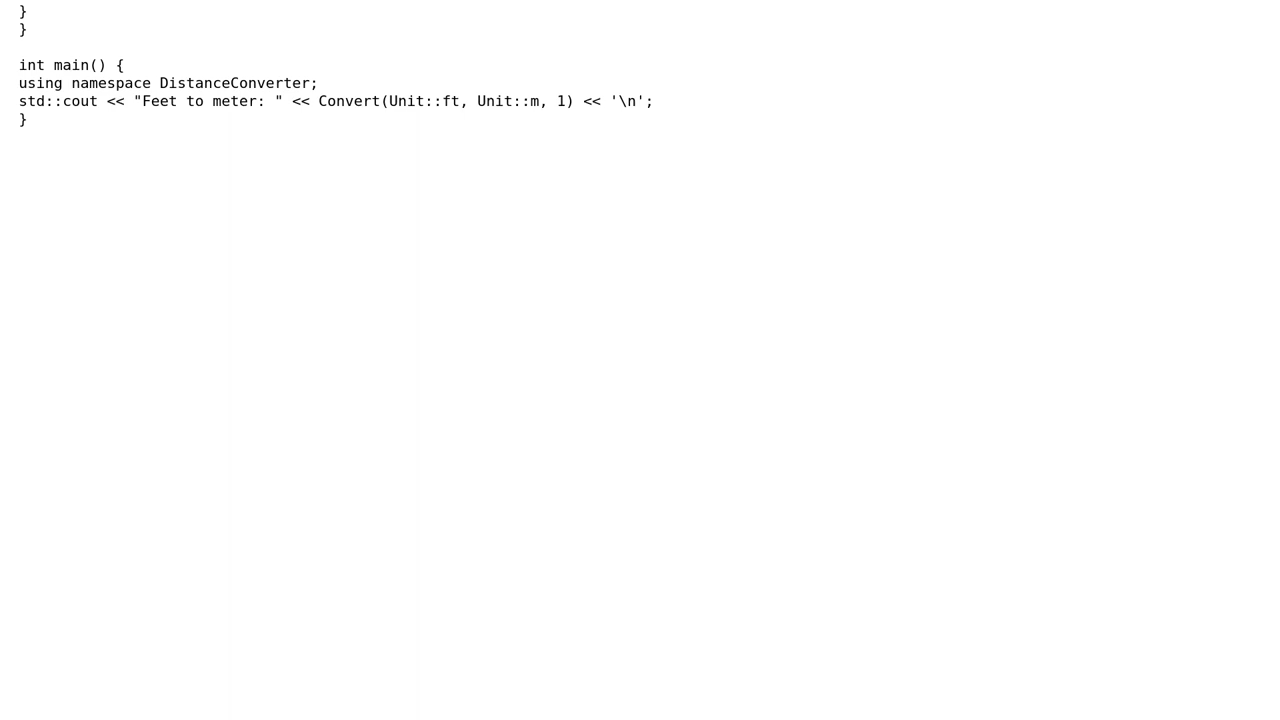 }
}

int main() {
using namespace DistanceConverter;
std::cout << "Feet to meter: " << Convert(Unit::ft, Unit::m, 1) << '\n';
}